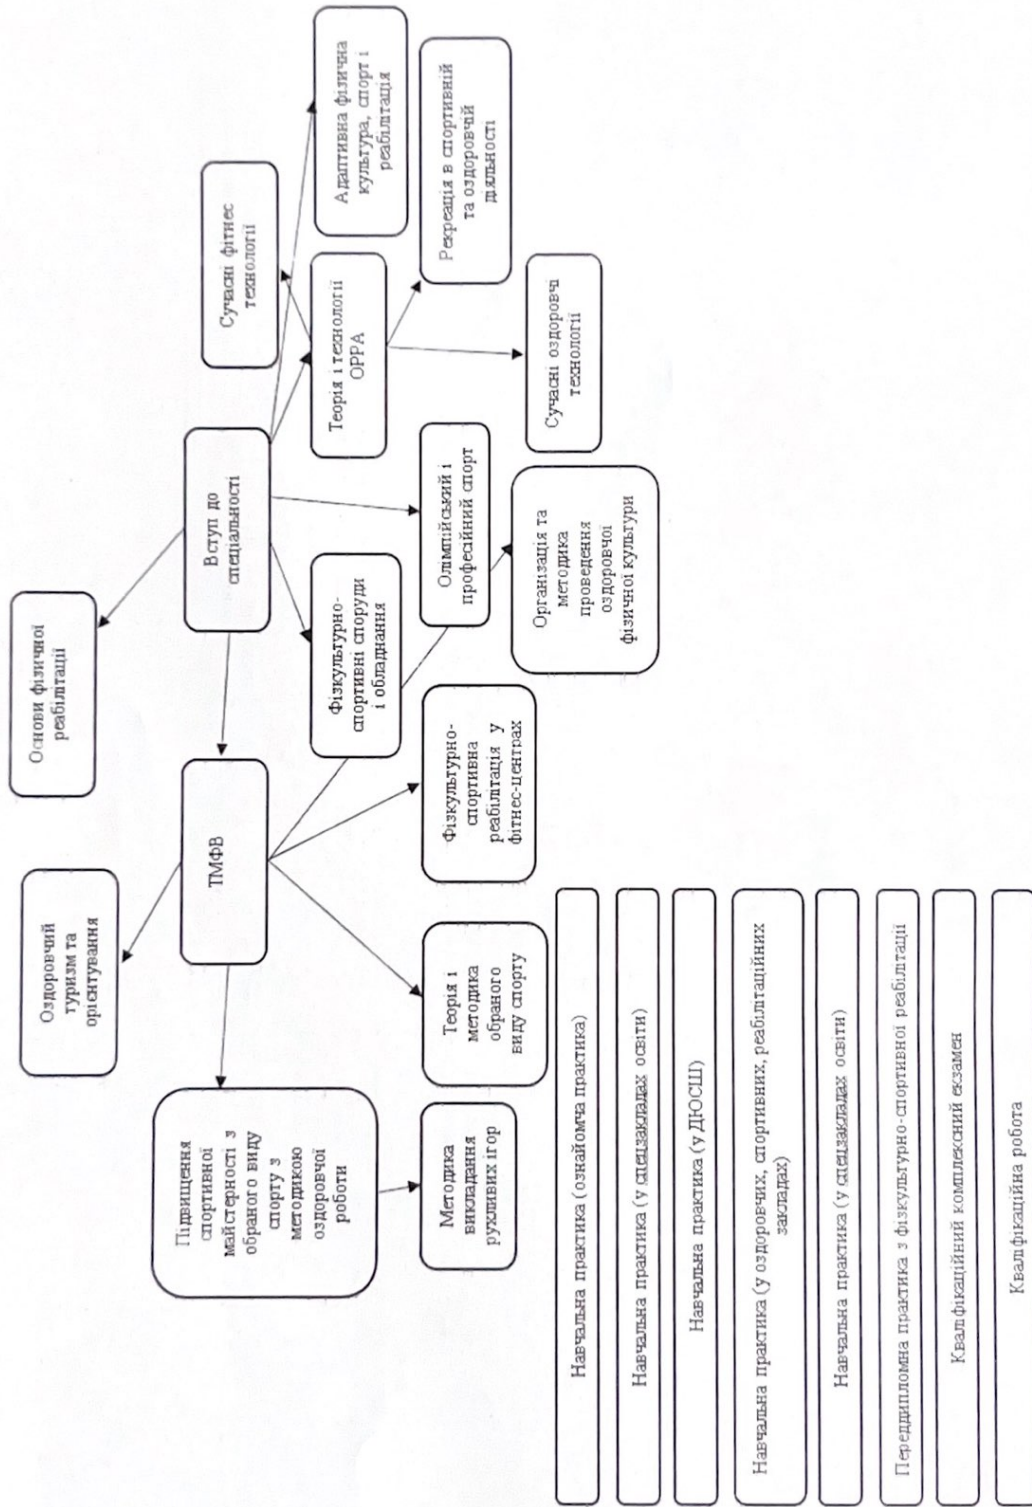 Основи фізичної
реабілітації
Оздоровчий
туризм та
орієнтування
Сучасні фітнес
технології
Вступ до
спеціальності
ТМФВ
Підвищення
спортивної
майстерності з
обраного виду
спорту з
методикою
оздоровчої
роботи
Адаптивна фізична
культура, спорт і
реабілітація
Теорія і технології
ОРРА
Фізкультурно-
спортивні споруди
і обладнання
Рекреація в спортивній
та оздоровчій
діяльності
Олімпійський і
професійний спорт
Фізкультурно-
спортивна
реабілітація у
фітнес-центрах
Теорія і
методика
обраного
виду спорту
Методика
викладання
рухливих ігор
Сучасні оздоровчі
технології
Організація та
методика
проведення
оздоровчої
фізичної культури
Навчальна практика (ознайомча практика)
Навчальна практика (у спецзакладах освіти)
Навчальна практика (у ДЮСШ)
Навчальна практика (у оздоровчих, спортивних, реабілітаційних
закладах)
Навчальна практика (у спецзакладах освіти)
Переддипломна практика з фізкультурно-спортивної реабілітації
Кваліфікаційний комплексний екзамен
Кваліфікаційна робота